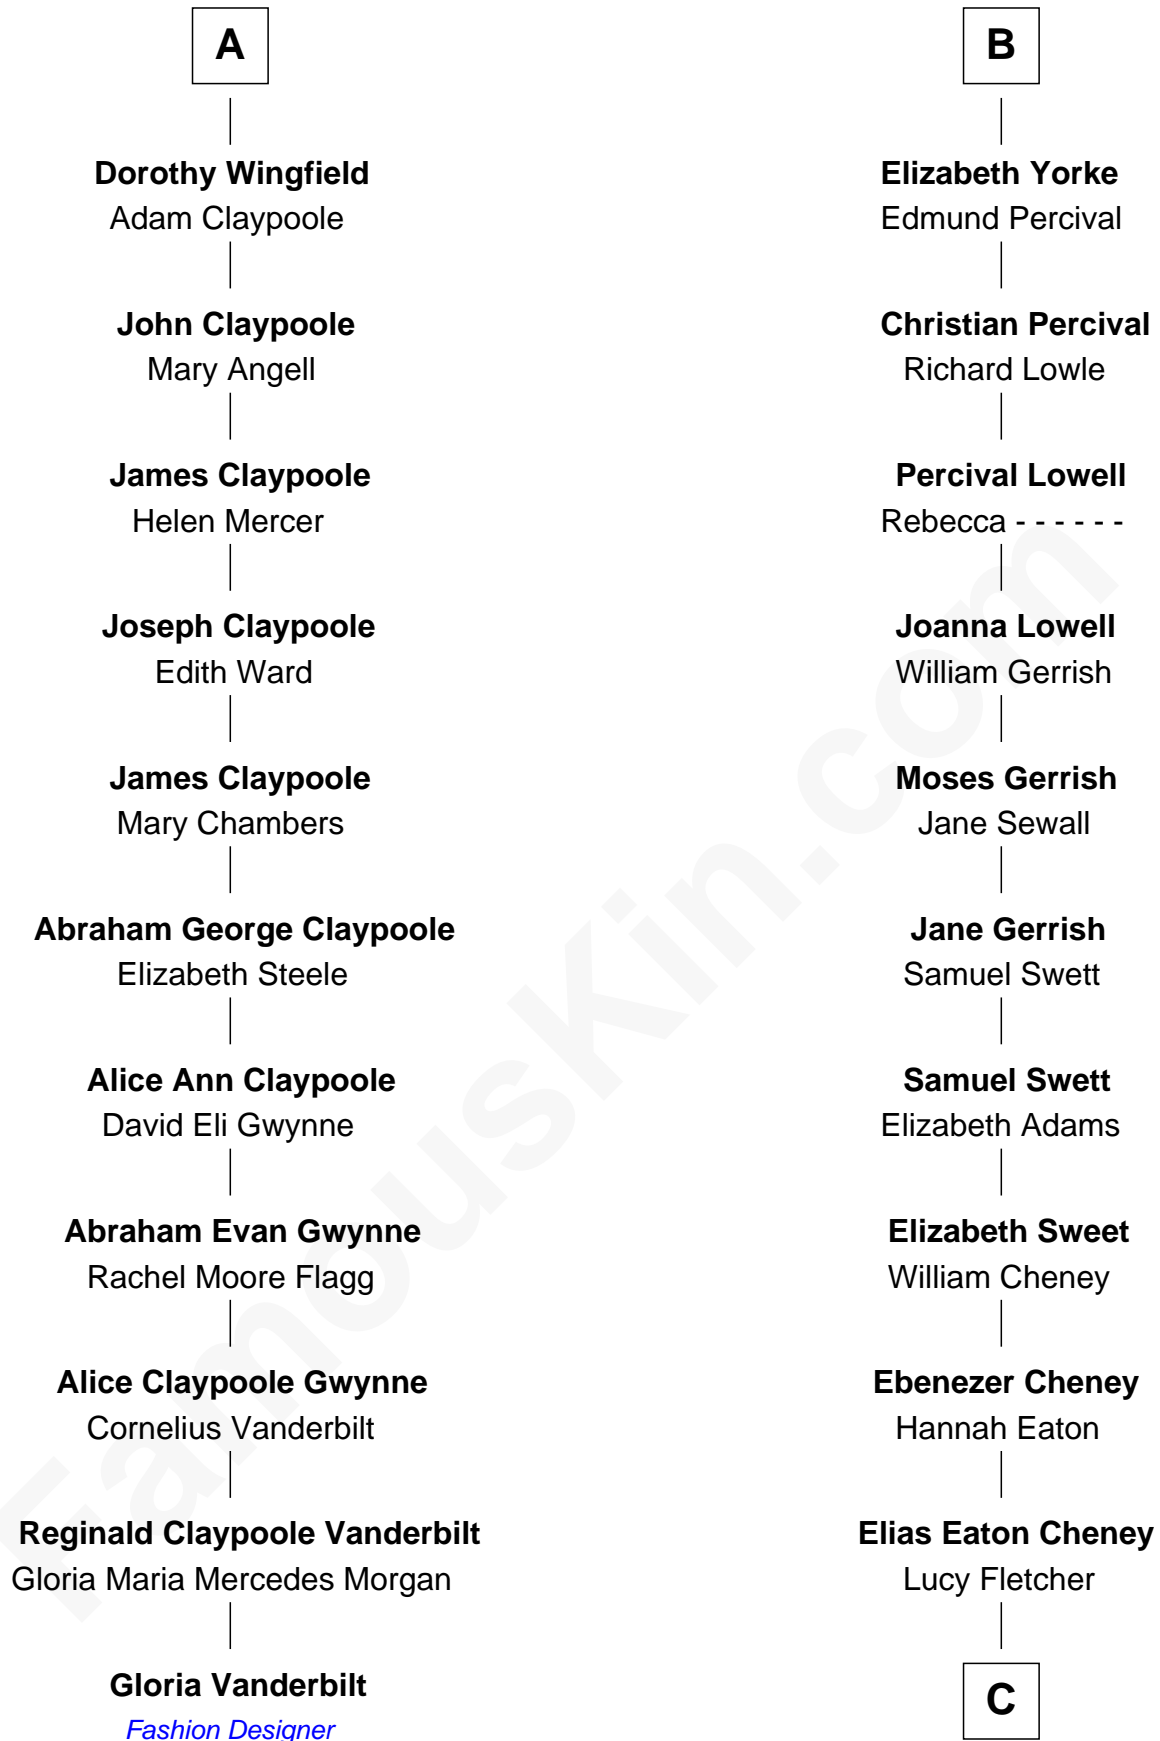 A
Dorothy Wingfield
Adam Claypoole
John Claypoole
Mary Angell
James Claypoole
Helen Mercer
Joseph Claypoole
Edith Ward
James Claypoole
Mary Chambers
Abraham George Claypoole
Elizabeth Steele
Alice Ann Claypoole
David Eli Gwynne
Abraham Evan Gwynne
Rachel Moore Flagg
Alice Claypoole Gwynne
Cornelius Vanderbilt
Reginald Claypoole Vanderbilt
Gloria Maria Mercedes Morgan
Gloria Vanderbilt
Fashion Designer
B
Elizabeth Yorke
Edmund Percival
Christian Percival
Richard Lowle
Percival Lowell
Rebecca - - - - - -
Joanna Lowell
William Gerrish
Moses Gerrish
Jane Sewall
Jane Gerrish
Samuel Swett
Samuel Swett
Elizabeth Adams
Elizabeth Sweet
William Cheney
Ebenezer Cheney
Hannah Eaton
Elias Eaton Cheney
Lucy Fletcher
C
FamousKin.com